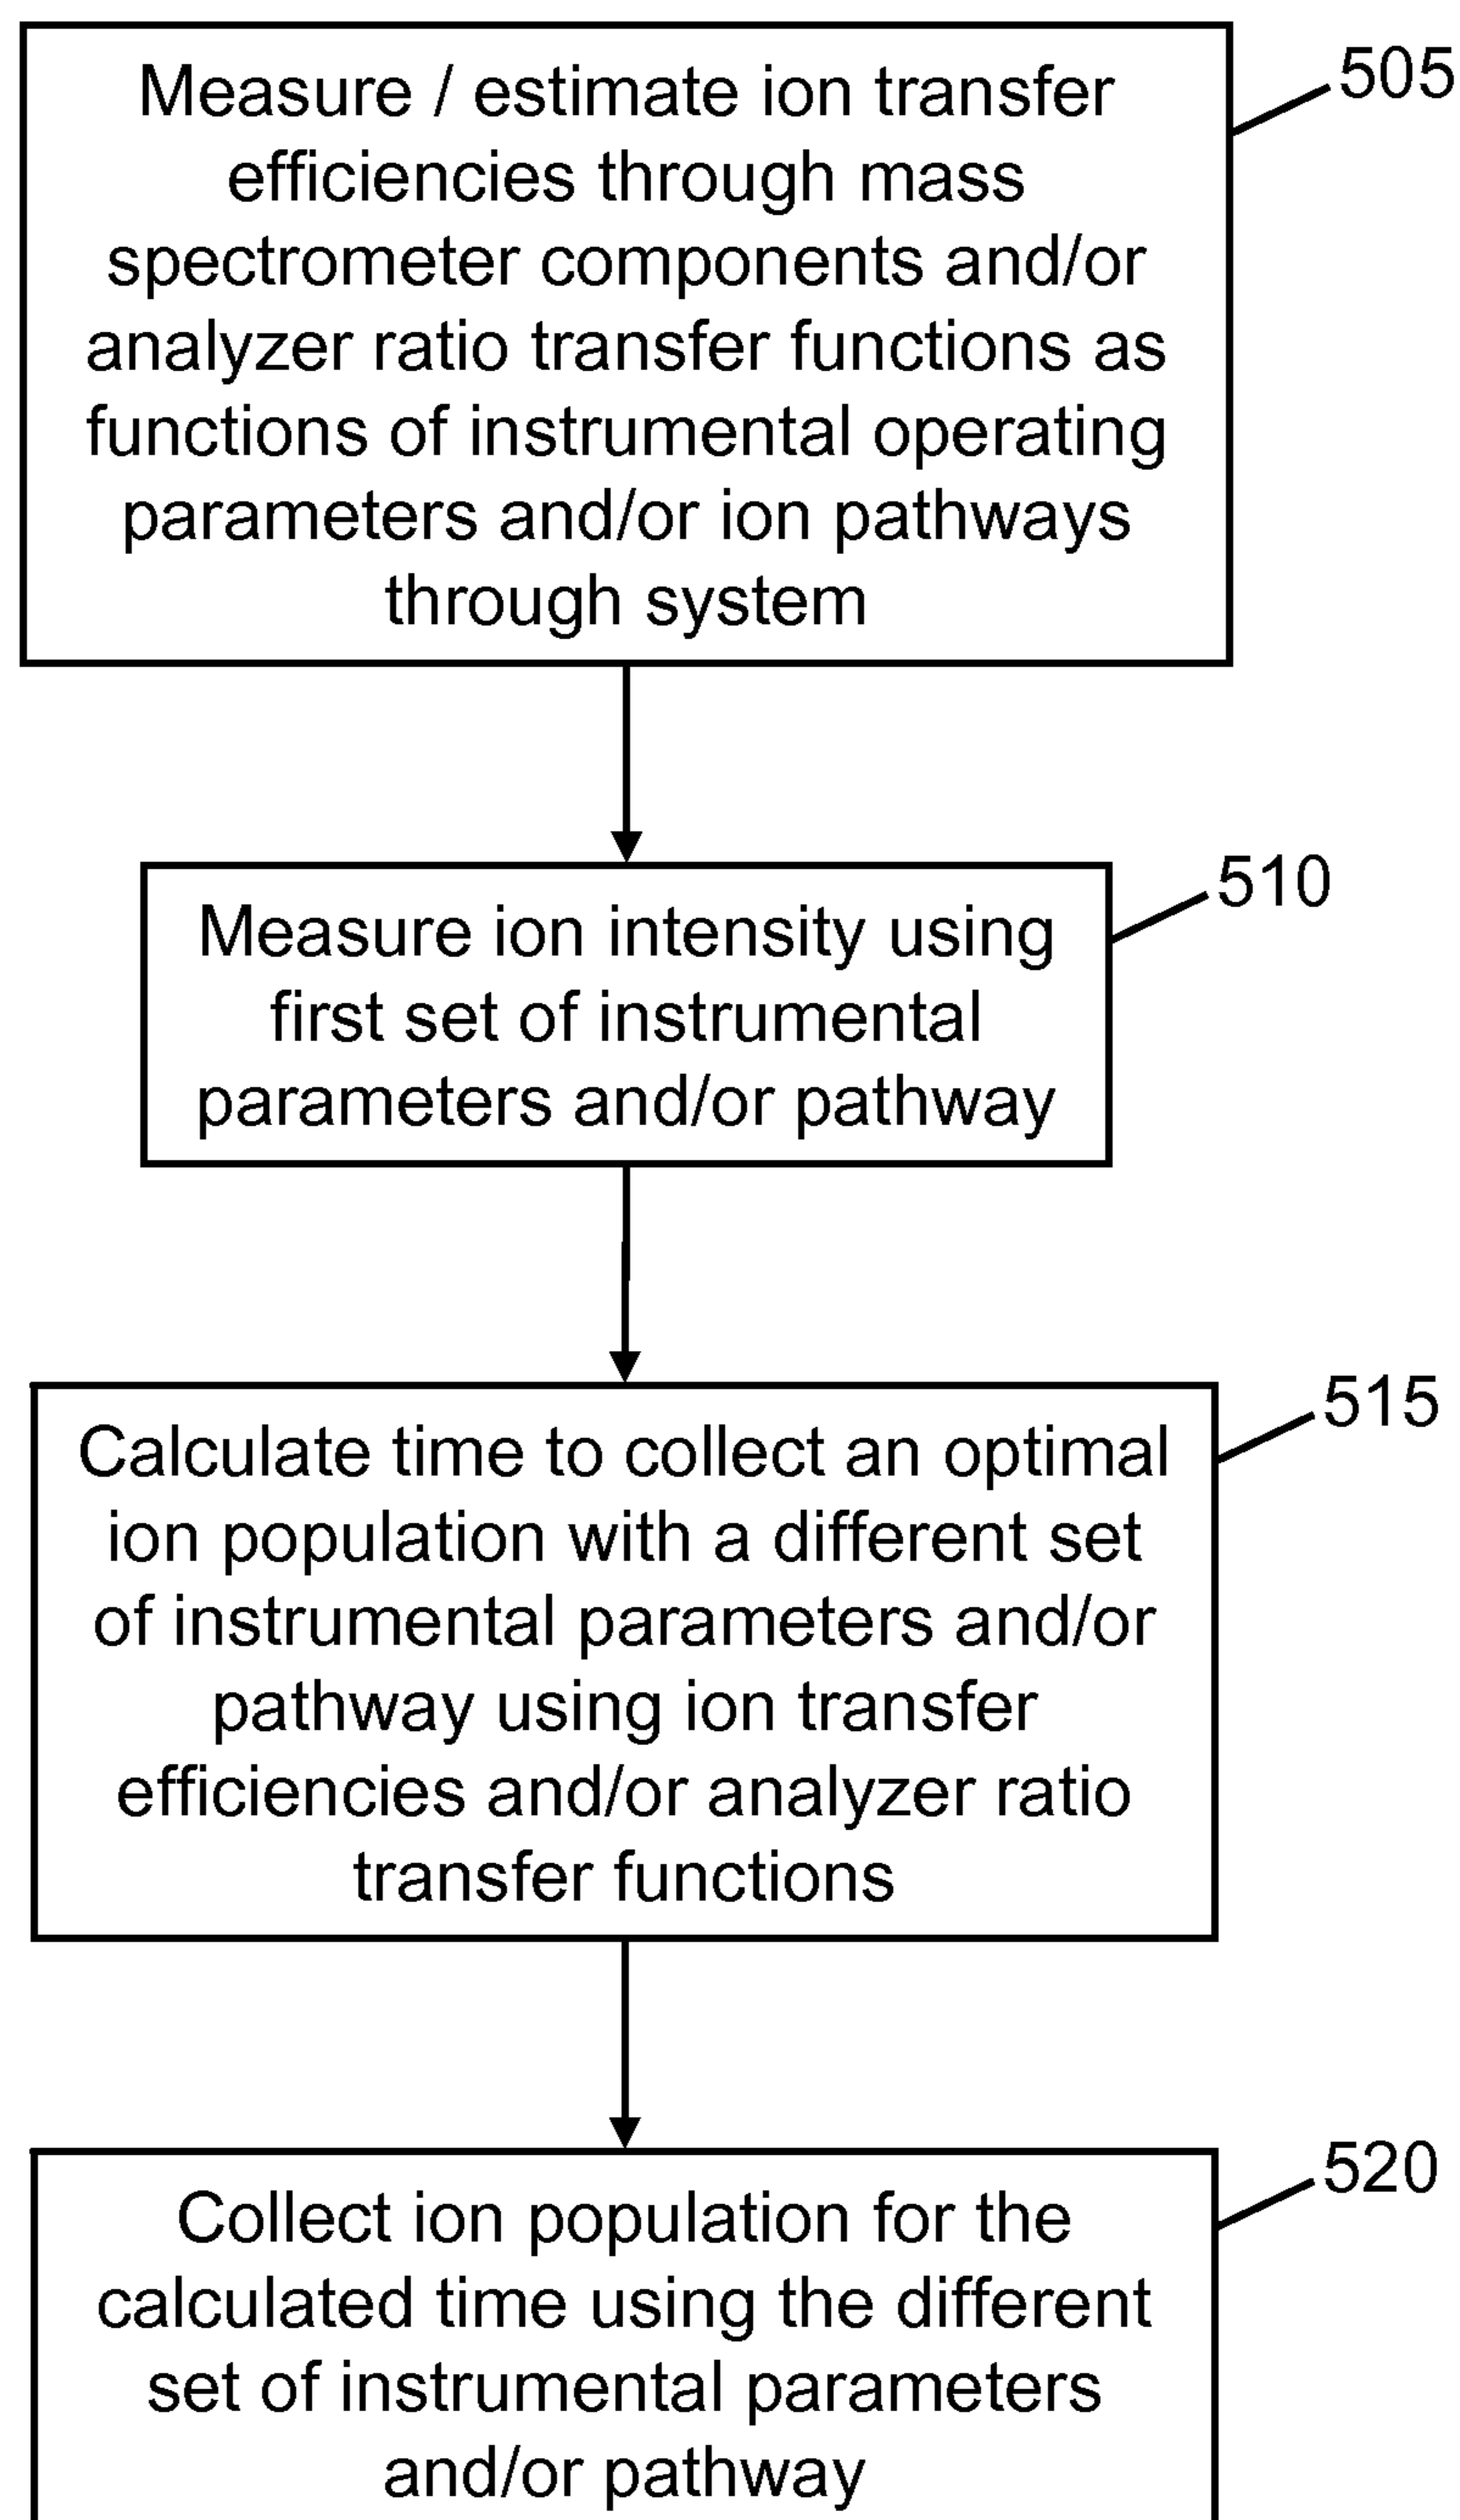 Measure / estimate ion transfer
efficiencies through mass
spectrometer components and/or
analyzer ratio transfer functions as
functions of instrumental operating
parameters and/or ion pathways
through system
505
Measure ion intensity using
first set of instrumental
parameters and/or pathway
510
Calculate time to collect an optimal
ion population with a different set
of instrumental parameters and/or
pathway using ion transfer
efficiencies and/or analyzer ratio
transfer functions
515
Collect ion population for the
calculated time using the different
set of instrumental parameters
and/or pathway
520